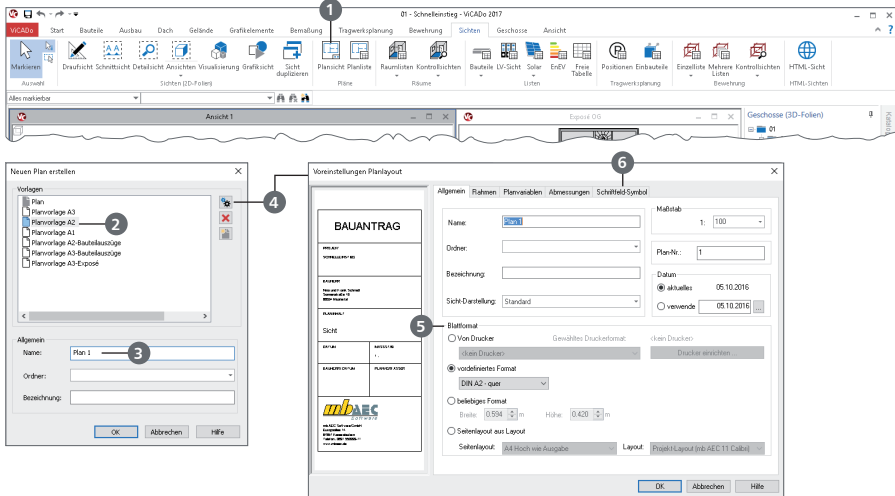 1
01 - Schnelleinstieg - ViCADo 2017
ViCADo Start Bauteile Ausbau Dach Gelände Grafikelemente Bemaßung Tragwerksplanung Bewehrung Sichten Geschosse Ansicht
Markieren Draufsicht Schnittsicht Detailsicht Ansichten Visualisierung Grafiksicht Sicht duplizieren Plansicht Planliste Raumlisten Kontrollsichten Bauteile LV-Sicht Solar EnEV Freie Tabelle Positionen Einbauteile Einzelliste Mehrere Listen Kontrollsichten HTML-Sicht
Auswahl Sichten (2D-Folien) Pläne Räume Listen Tragwerksplanung Bewehrung HTML-Sichten
Alles markierbar
Ansicht 1 Exposé OG Geschosse (3D-Folien)
01
Neuen Plan erstellen
Vorlagen
Plan
Planvorlage A3
Planvorlage A2
Planvorlage A1
Planvorlage A2-Bauteilauszüge
Planvorlage A3-Bauteilauszüge
Planvorlage A3-Exposé
2
4
Allgemein
Name: Plan 1
3
Ordner:
Bezeichnung:
OK Abbrechen Hilfe
Voreinstellungen Planlayout
6
BAUANTRAG
PROJEKT
BAUHERR
PLANINHALT
Sicht
DATUM
mb AEC
Software
Allgemein Rahmen Planvariablen Abmessungen Schriftfeld-Symbol
Name: Plan 1
Ordner:
Bezeichnung:
Sicht-Darstellung: Standard
Maßstab
1: 100
Plan-Nr.: 1
Datum
aktuelles 05.10.2016
verwende 05.10.2016 ...
5
Blattformat
Von Drucker Gewähltes Druckerformat: <kein Drucker>
<kein Drucker> Drucker einrichten ...
vordefiniertes Format
DIN A2 - quer
beliebiges Format
Breite: 0.594 m Höhe: 0.420 m
Seitenlayout aus Layout
Seitenlayout: A4 Hoch wie Ausgabe Layout: Projekt-Layout (mb AEC 11 Calibri)
OK Abbrechen Hilfe